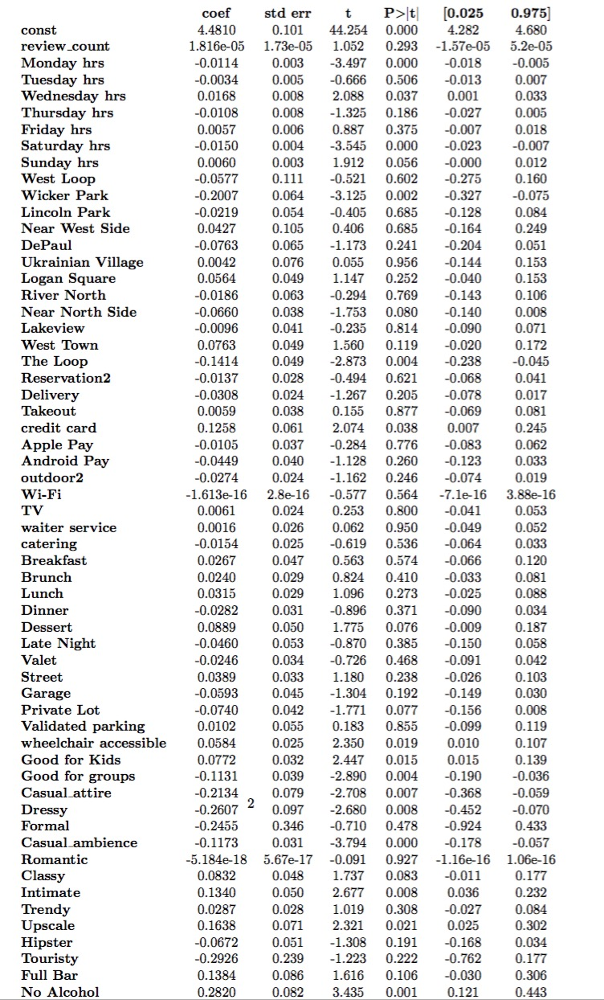 coef std err t P>|t| [0.025 0.975]
const 4.4810 0.101 44.254 0.000 4.282 4.680
review_count 1.816e-05 1.73e-05 1.052 0.293 -1.57e-05 5.2e-05
Monday hrs -0.0114 0.003 -3.497 0.000 -0.018 -0.005
Tuesday hrs -0.0034 0.005 -0.666 0.506 -0.013 0.007
Wednesday hrs 0.0168 0.008 2.088 0.037 0.001 0.033
Thursday hrs -0.0108 0.008 -1.325 0.186 -0.027 0.005
Friday hrs 0.0057 0.006 0.887 0.375 -0.007 0.018
Saturday hrs -0.0150 0.004 -3.545 0.000 -0.023 -0.007
Sunday hrs 0.0060 0.003 1.912 0.056 -0.000 0.012
West Loop -0.0577 0.111 -0.521 0.602 -0.275 0.160
Wicker Park -0.2007 0.064 -3.125 0.002 -0.327 -0.075
Lincoln Park -0.0219 0.054 -0.405 0.685 -0.128 0.084
Near West Side 0.0427 0.105 0.406 0.685 -0.164 0.249
DePaul -0.0763 0.065 -1.173 0.241 -0.204 0.051
Ukrainian Village 0.0042 0.076 0.055 0.956 -0.144 0.153
Logan Square 0.0564 0.049 1.147 0.252 -0.040 0.153
River North -0.0186 0.063 -0.294 0.769 -0.143 0.106
Near North Side -0.0660 0.038 -1.753 0.080 -0.140 0.008
Lakeview -0.0096 0.041 -0.235 0.814 -0.090 0.071
West Town 0.0763 0.049 1.560 0.119 -0.020 0.172
The Loop -0.1414 0.049 -2.873 0.004 -0.238 -0.045
Reservation2 -0.0137 0.028 -0.494 0.621 -0.068 0.041
Delivery -0.0308 0.024 -1.267 0.205 -0.078 0.017
Takeout 0.0059 0.038 0.155 0.877 -0.069 0.081
credit card 0.1258 0.061 2.074 0.038 0.007 0.245
Apple Pay -0.0105 0.037 -0.284 0.776 -0.083 0.062
Android Pay -0.0449 0.040 -1.128 0.260 -0.123 0.033
outdoor2 -0.0274 0.024 -1.162 0.246 -0.074 0.019
Wi-Fi -1.613e-16 2.8e-16 -0.577 0.564 -7.1e-16 3.88e-16
TV 0.0061 0.024 0.253 0.800 -0.041 0.053
waiter service 0.0016 0.026 0.062 0.950 -0.049 0.052
catering -0.0154 0.025 -0.619 0.536 -0.064 0.033
Breakfast 0.0267 0.047 0.563 0.574 -0.066 0.120
Brunch 0.0240 0.029 0.824 0.410 -0.033 0.081
Lunch 0.0315 0.029 1.096 0.273 -0.025 0.088
Dinner -0.0282 0.031 -0.896 0.371 -0.090 0.034
Dessert 0.0889 0.050 1.775 0.076 -0.009 0.187
Late Night -0.0460 0.053 -0.870 0.385 -0.150 0.058
Valet -0.0246 0.034 -0.726 0.468 -0.091 0.042
Street 0.0389 0.033 1.180 0.238 -0.026 0.103
Garage -0.0593 0.045 -1.304 0.192 -0.149 0.030
Private Lot -0.0740 0.042 -1.771 0.077 -0.156 0.008
Validated parking 0.0102 0.055 0.183 0.855 -0.099 0.119
wheelchair accessible 0.0584 0.025 2.350 0.019 0.010 0.107
Good for Kids 0.0772 0.032 2.447 0.015 0.015 0.139
Good for groups -0.1131 0.039 -2.890 0.004 -0.190 -0.036
Casual_attire -0.2134 0.079 -2.708 0.007 -0.368 -0.059
Dressy -0.2607 2 0.097 -2.680 0.008 -0.452 -0.070
Formal -0.2455 0.346 -0.710 0.478 -0.924 0.433
Casual_ambience -0.1173 0.031 -3.794 0.000 -0.178 -0.057
Romantic -5.184e-18 5.67e-17 -0.091 0.927 -1.16e-16 1.06e-16
Classy 0.0832 0.048 1.737 0.083 -0.011 0.177
Intimate 0.1340 0.050 2.677 0.008 0.036 0.232
Trendy 0.0287 0.028 1.019 0.308 -0.027 0.084
Upscale 0.1638 0.071 2.321 0.021 0.025 0.302
Hipster -0.0672 0.051 -1.308 0.191 -0.168 0.034
Touristy -0.2926 0.239 -1.223 0.222 -0.762 0.177
Full Bar 0.1384 0.086 1.616 0.106 -0.030 0.306
No Alcohol 0.2820 0.082 3.435 0.001 0.121 0.443